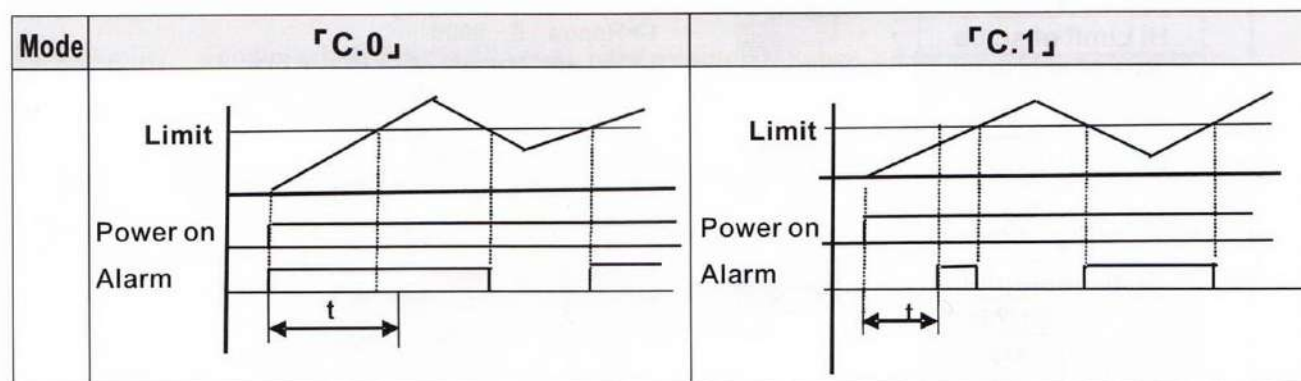 Mode 「C.0」 「C.1」
Limit
Power on
Alarm
t
Limit
Power on
Alarm
t